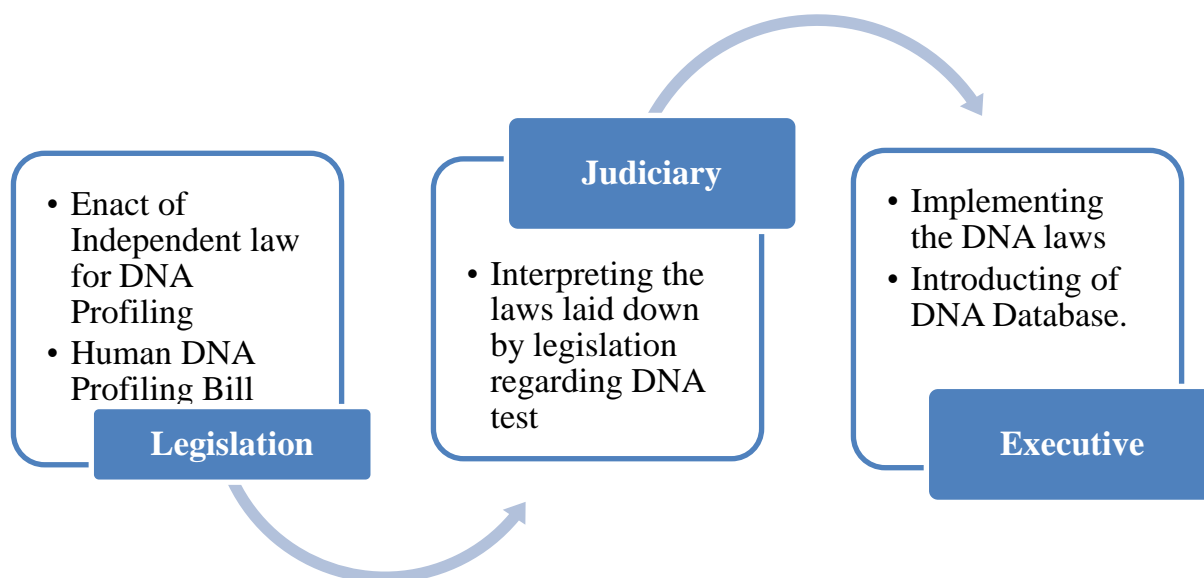 • Enact of
Independent law
for DNA
Profiling
• Human DNA
Profiling Bill
Legislation
Judiciary
• Interpreting the
laws laid down
by legislation
regarding DNA
test
• Implementing
the DNA laws
• Introducting of
DNA Database.
Executive